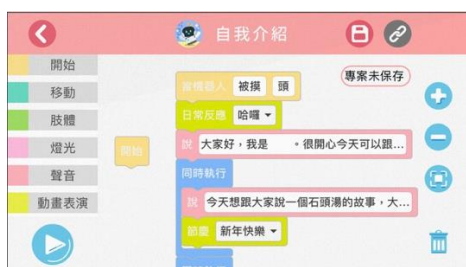 自我介紹
開始
移動
肢體
燈光
聲音
動畫表演
專案未保存
開始
當機器人 被摸 頭
日常反應 哈囉
說 大家好,我是 。很開心今天可以跟...
同時執行
說 今天想跟大家說一個石頭湯的故事,大...
節慶 新年快樂